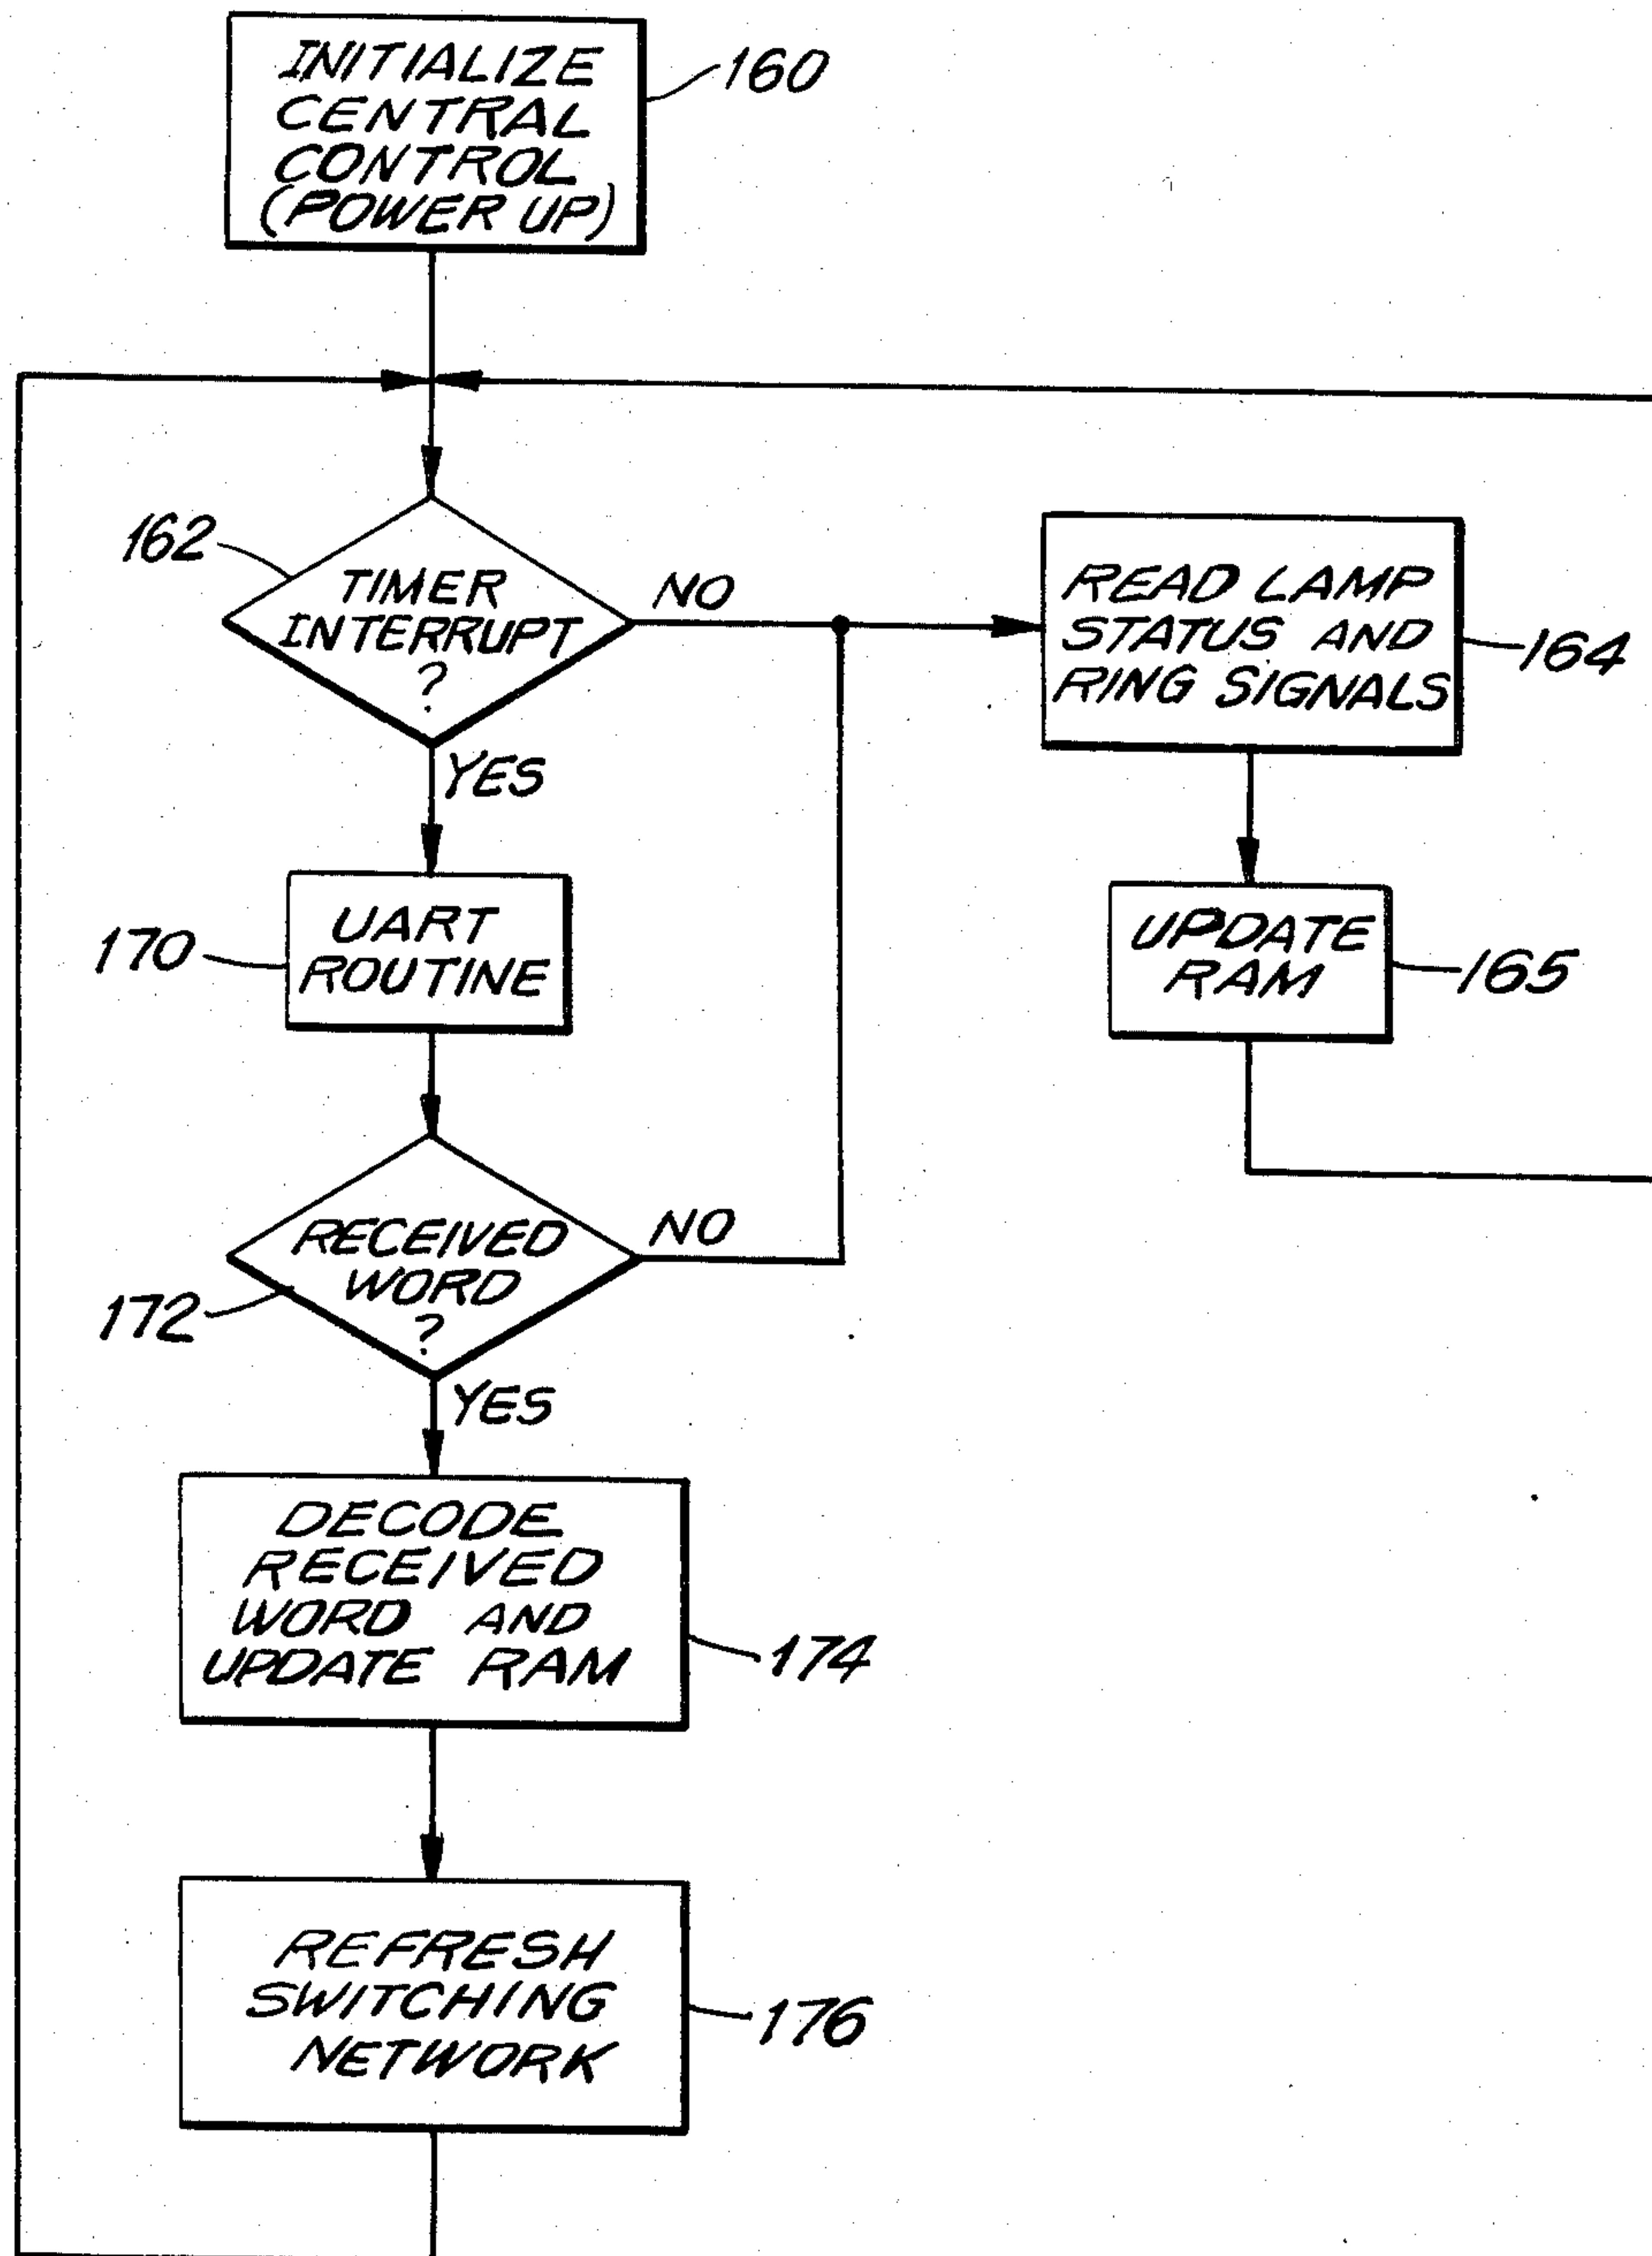 INITIALIZE
CENTRAL
CONTROL
(POWER UP)
160
162
TIMER
INTERRUPT
?
NO
YES
READ LAMP
STATUS AND
RING SIGNALS
164
170
UART
ROUTINE
UPDATE
RAM
165
172
RECEIVED
WORD
?
NO
YES
DECODE
RECEIVED
WORD AND
UPDATE RAM
174
REFRESH
SWITCHING
NETWORK
176